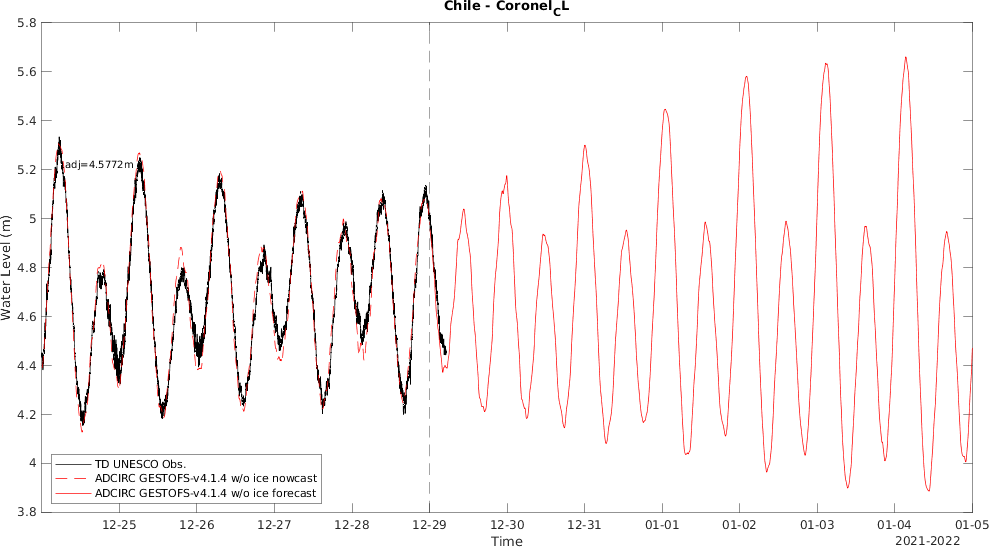 Chile - Coronel_CL
5.8
5.6
5.4
5.2
5
4.8
4.6
4.4
4.2
4
3.8
Water Level (m)
adj=4.5772m
TD UNESCO Obs.
ADCIRC GESTOFS-v4.1.4 w/o ice nowcast
ADCIRC GESTOFS-v4.1.4 w/o ice forecast
12-25 12-26 12-27 12-28 12-29 12-30 12-31 01-01 01-02 01-03 01-04 01-05
Time
2021-2022